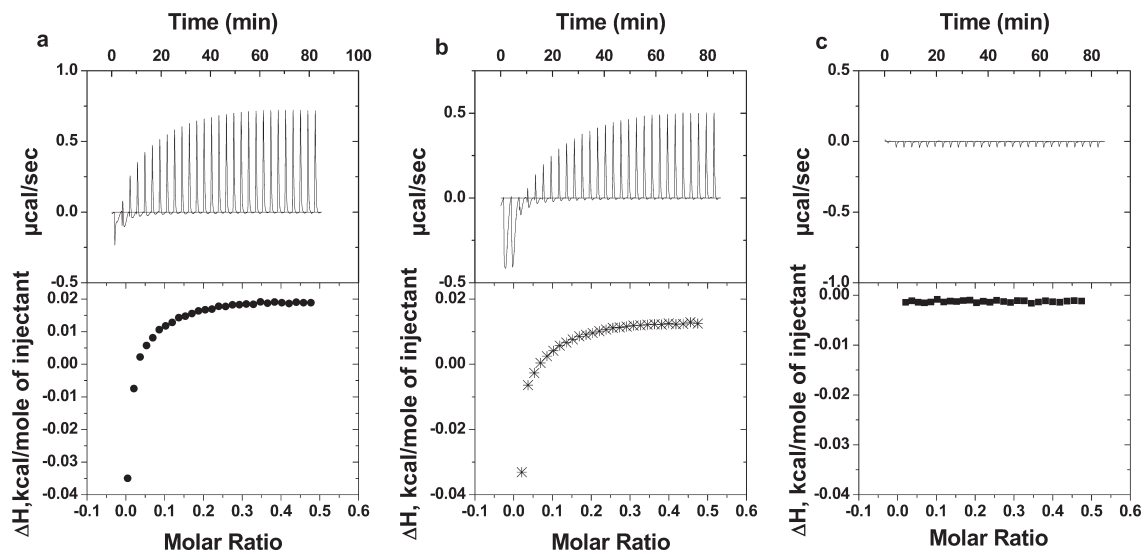 a
Time (min)
0 20 40 60 80 100
1.0
0.5
0.0
-0.5
µcal/sec
0.02
0.01
0.00
-0.01
-0.02
-0.03
-0.04
ΔH, kcal/mole of injectant
-0.1 0.0 0.1 0.2 0.3 0.4 0.5 0.6
Molar Ratio
b
Time (min)
0 20 40 60 80
0.5
0.0
-0.5
µcal/sec
0.02
0.00
-0.02
-0.04
ΔH, kcal/mole of injectant
-0.1 0.0 0.1 0.2 0.3 0.4 0.5 0.6
Molar Ratio
c
Time (min)
0 20 40 60 80
0.5
0.0
-0.5
-1.0
µcal/sec
0.00
-0.01
-0.02
-0.03
-0.04
ΔH, kcal/mole of injectant
-0.1 0.0 0.1 0.2 0.3 0.4 0.5 0.6
Molar Ratio